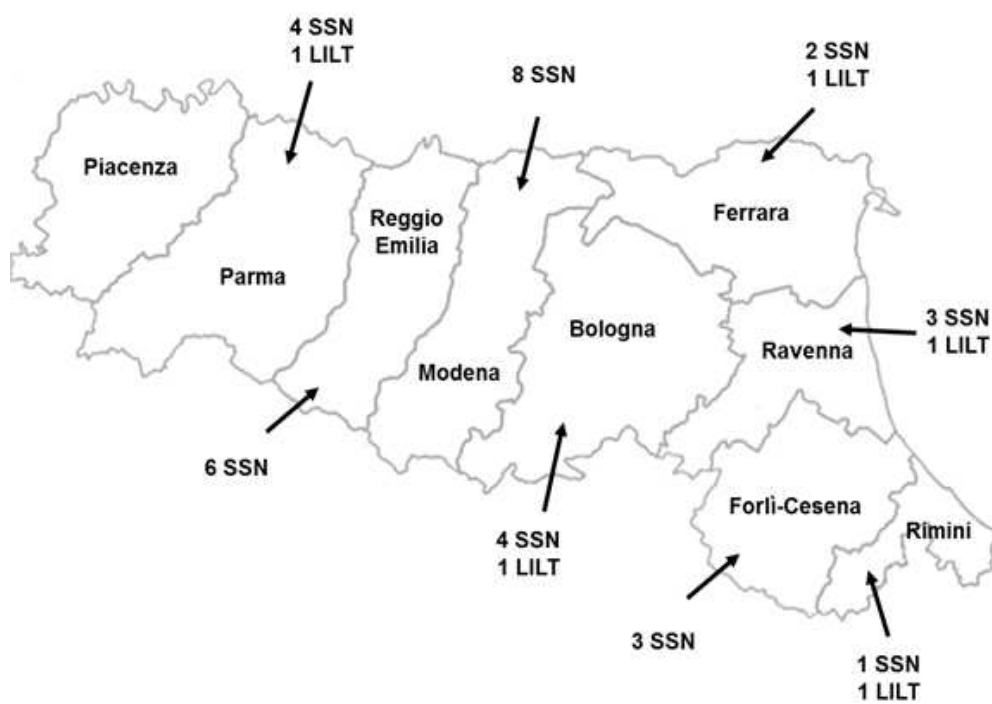 4 SSN
1 LILT
8 SSN
2 SSN
1 LILT
Piacenza
Reggio
Emilia
Ferrara
Parma
Bologna
3 SSN
1 LILT
Ravenna
Modena
6 SSN
Forlì-Cesena
Rimini
4 SSN
1 LILT
3 SSN
1 SSN
1 LILT